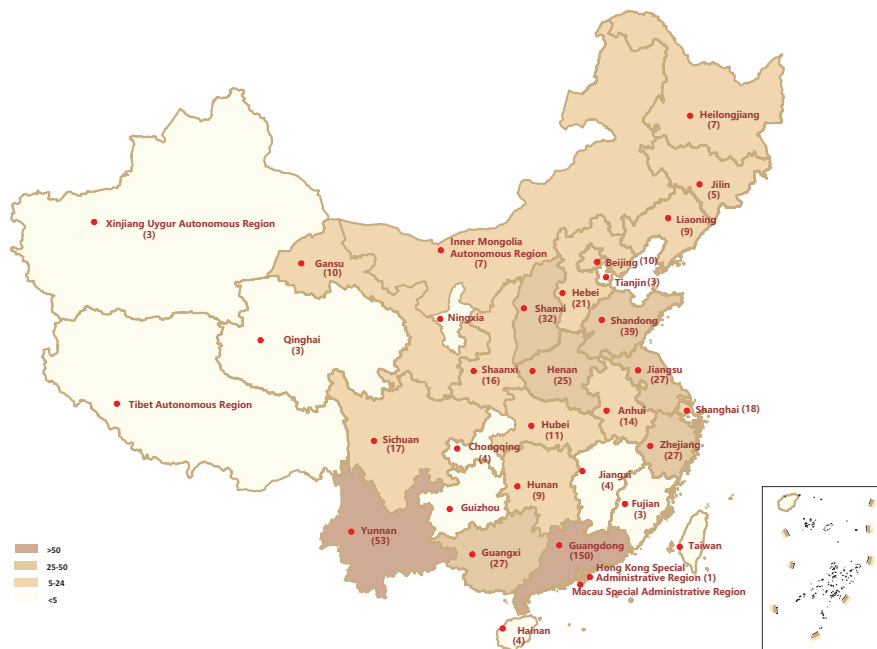 Heilongjiang
(7)
Jilin
(5)
Liaoning
(9)
Xinjiang Uygur Autonomous Region
(3)
Inner Mongolia
Autonomous Region
(7)
Gansu
(10)
Beijing (10)
Tianjin (3)
Hebei
(21)
Ningxia
Shanxi
(32)
Shandong
(39)
Qinghai
(3)
Shaanxi
(16)
Henan
(25)
Jiangsu
(27)
Tibet Autonomous Region
Anhui
(14)
Shanghai (18)
Hubei
(11)
Sichuan
(17)
Chongqing
(4)
Zhejiang
(27)
Jiangxi
(4)
Hunan
(9)
Guizhou
Fujian
(3)
Yunnan
(53)
Guangxi
(27)
Guangdong
(150)
Taiwan
Hong Kong Special
Administrative Region (1)
Macau Special Administrative Region
Hainan
(4)
>50
25-50
5-24
<5